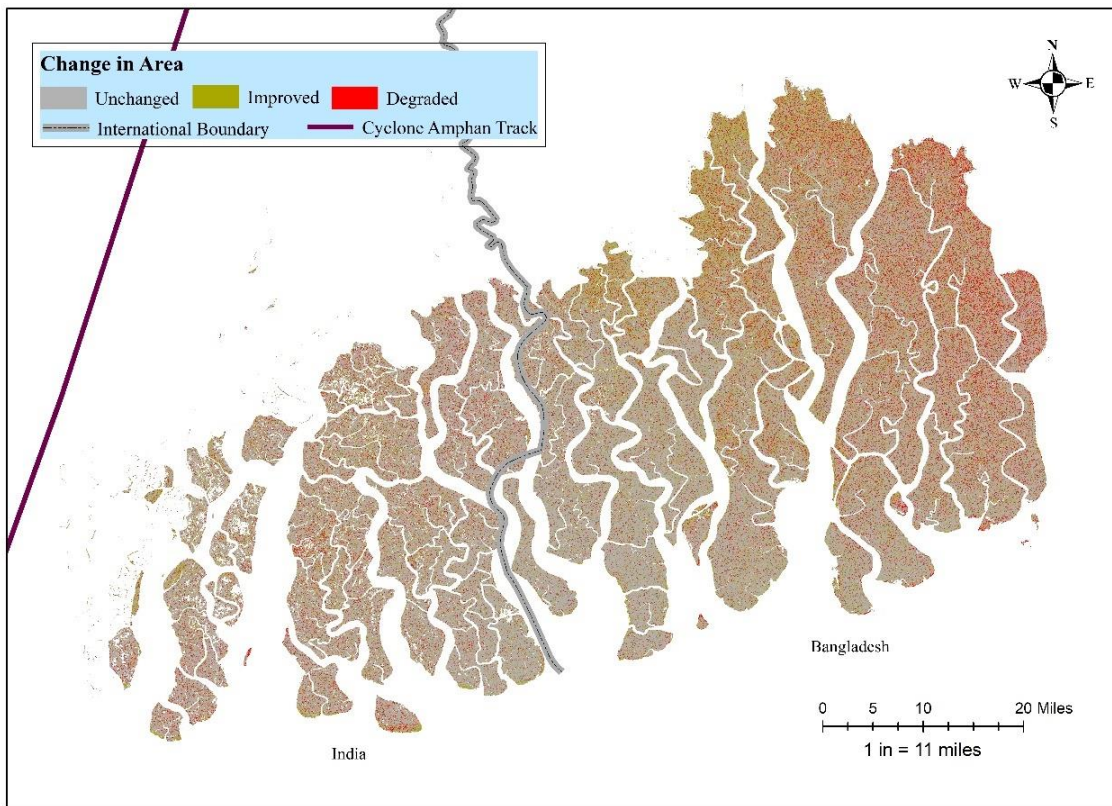 Change in Area
Unchanged Improved Degraded
International Boundary Cyclone Amphan Track
N
W E
S
Bangladesh
India
0 5 10 20 Miles
1 in = 11 miles